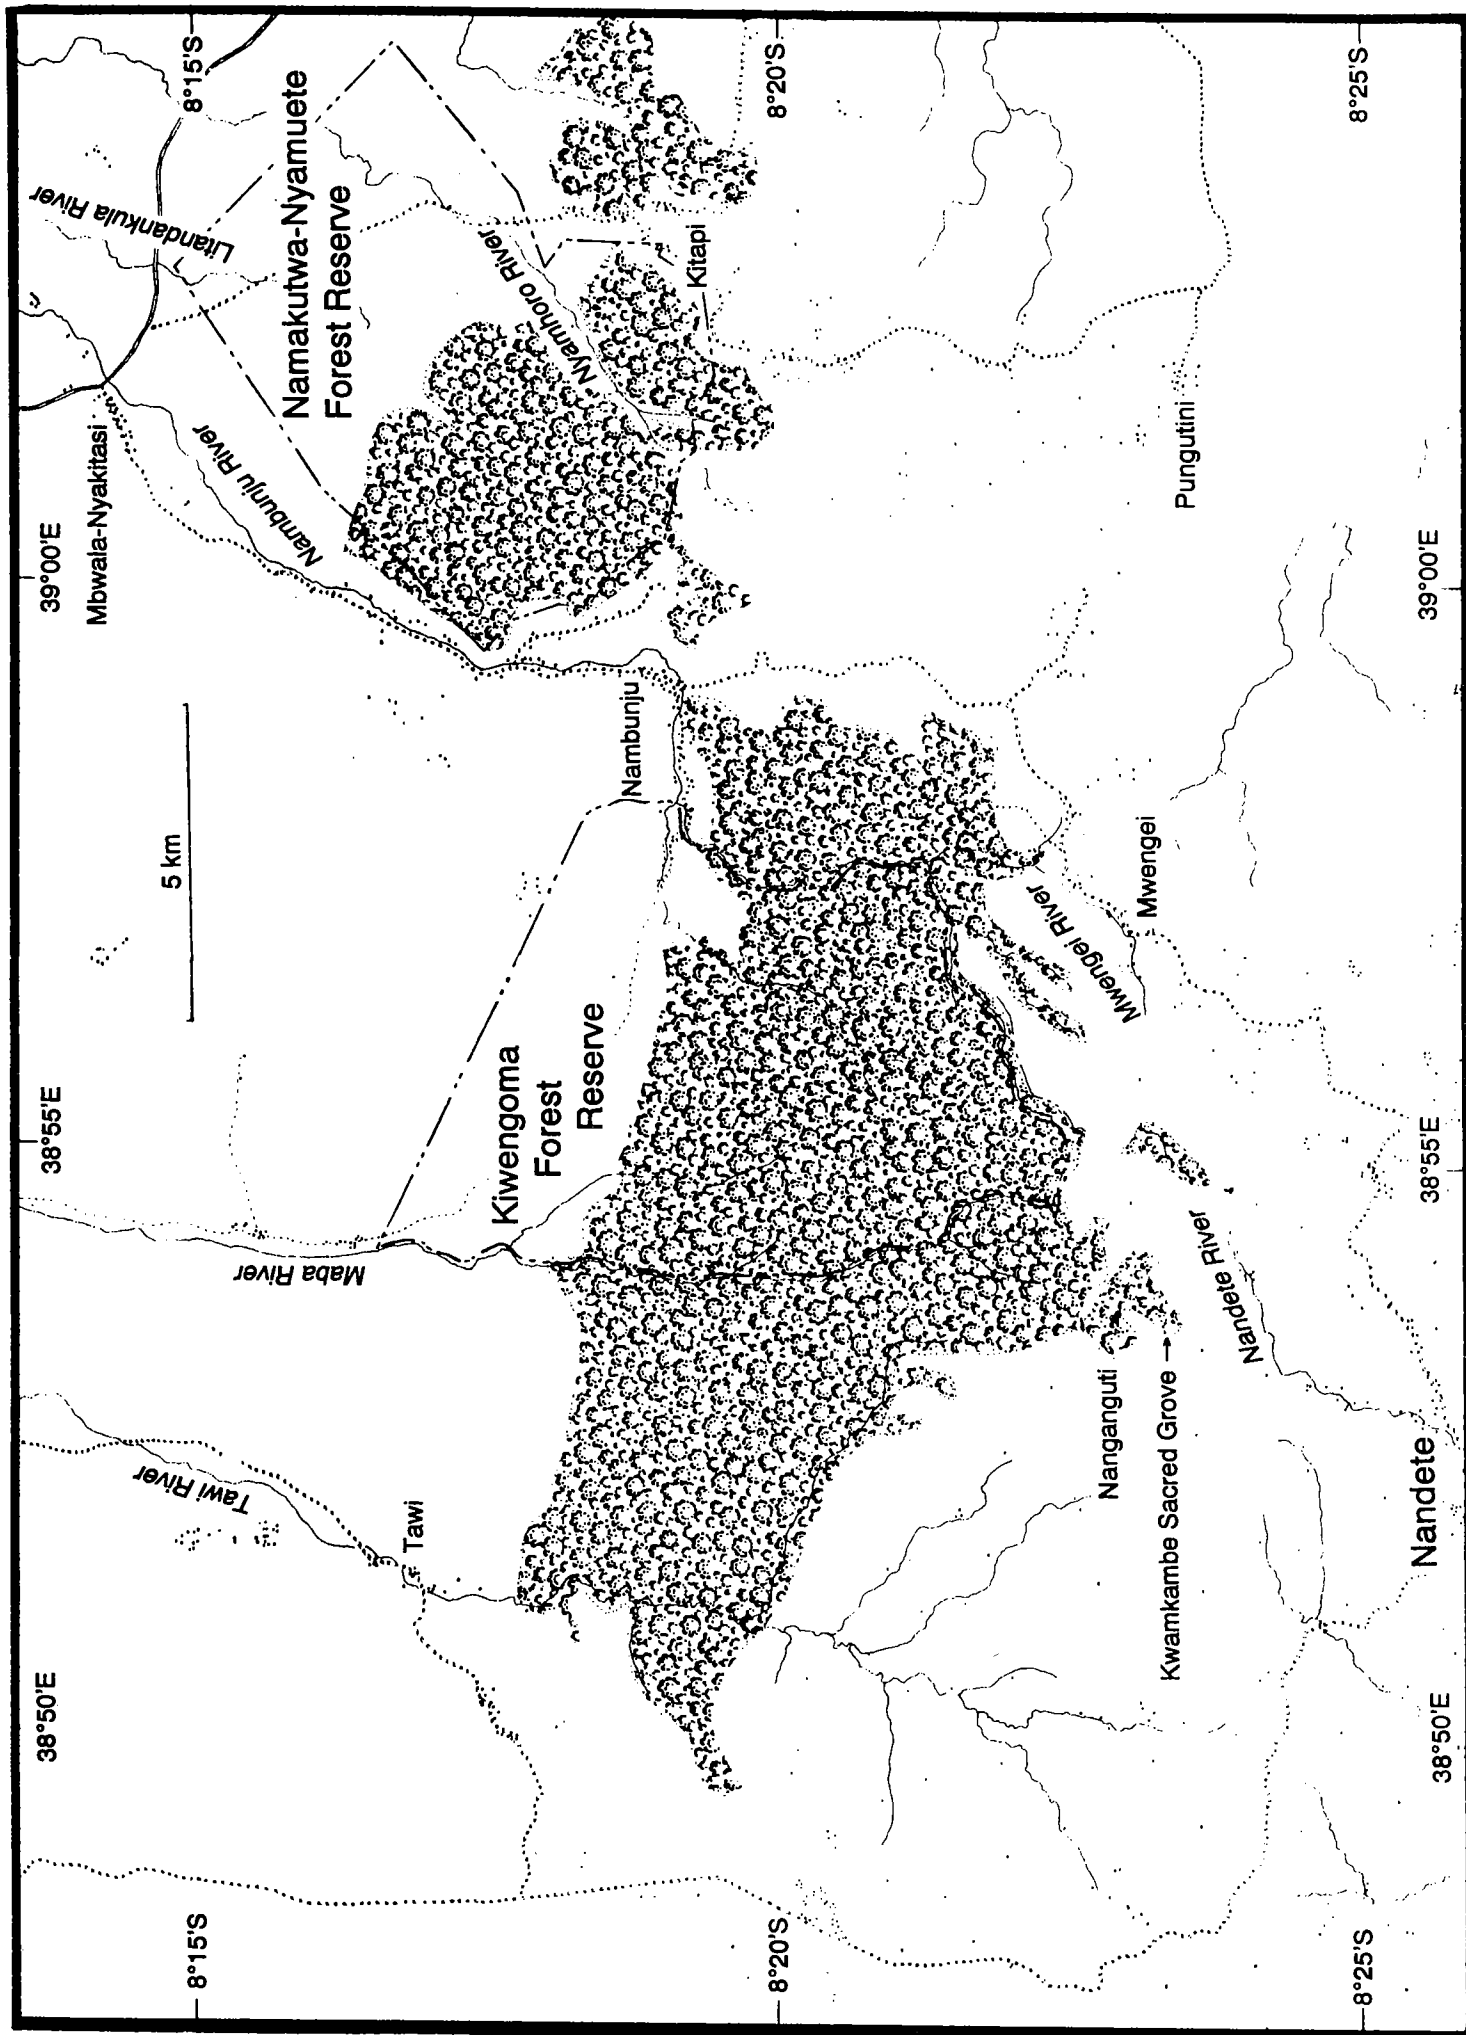 38°50'E
38°55'E
39°00'E
8°15'S
8°15'S
Tawi River
Maba River
5 km
Mbwala-Nyakitasi
Nambunju River
Litandankula River
Namakutwa-Nyamuete
Forest Reserve
Tawi
Kiwengoma
Forest
Reserve
Nambunju
Nyamhoro River
Kitapi
8°20'S
8°20'S
Nanganguti
Kwamkambe Sacred Grove →
Nandete River
Mwengei River
Mwengei
Pungutini
Nandete
8°25'S
8°25'S
38°50'E
38°55'E
39°00'E